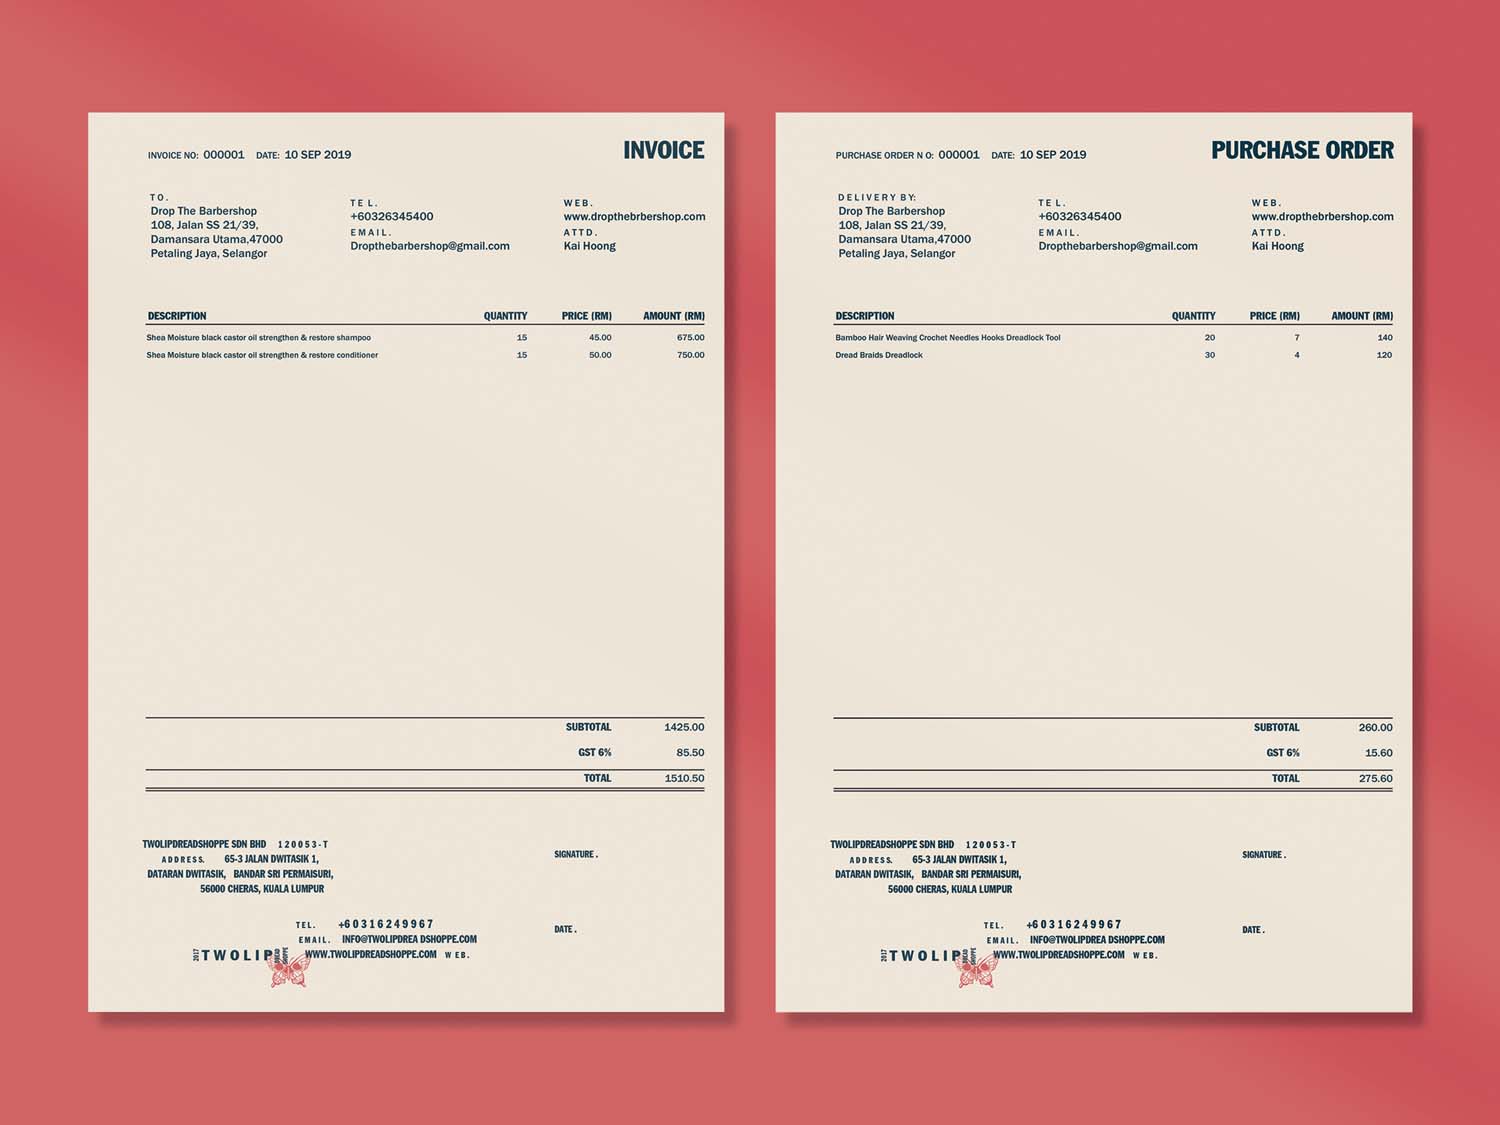 INVOICE NO: 000001 DATE: 10 SEP 2019 INVOICE
TO.
Drop The Barbershop
108, Jalan SS 21/39,
Damansara Utama,47000
Petaling Jaya, Selangor
TEL.
+60326345400
EMAIL.
Dropthebarbershop@gmail.com
WEB.
www.dropthebrbershop.com
ATTD.
Kai Hoong
DESCRIPTION QUANTITY PRICE (RM) AMOUNT (RM)
Shea Moisture black castor oil strengthen & restore shampoo 15 45.00 675.00
Shea Moisture black castor oil strengthen & restore conditioner 15 50.00 750.00
SUBTOTAL 1425.00
GST 6% 85.50
TOTAL 1510.50
TWOLIPDREADSHOPPE SDN BHD 120053-T
ADDRESS. 65-3 JALAN DWITASIK 1,
DATARAN DWITASIK, BANDAR SRI PERMAISURI,
56000 CHERAS, KUALA LUMPUR
SIGNATURE.
TEL. +60316249967
EMAIL. INFO@TWOLIPDREA DSHOPPE.COM
WWW.TWOLIPDREADSHOPPE.COM WEB.
DATE.
2017 TWOLIP DREAD SHOPPE
PURCHASE ORDER N O: 000001 DATE: 10 SEP 2019 PURCHASE ORDER
DELIVERY BY:
Drop The Barbershop
108, Jalan SS 21/39,
Damansara Utama,47000
Petaling Jaya, Selangor
TEL.
+60326345400
EMAIL.
Dropthebarbershop@gmail.com
WEB.
www.dropthebrbershop.com
ATTD.
Kai Hoong
DESCRIPTION QUANTITY PRICE (RM) AMOUNT (RM)
Bamboo Hair Weaving Crochet Needles Hooks Dreadlock Tool 20 7 140
Dread Braids Dreadlock 30 4 120
SUBTOTAL 260.00
GST 6% 15.60
TOTAL 275.60
TWOLIPDREADSHOPPE SDN BHD 120053-T
ADDRESS. 65-3 JALAN DWITASIK 1,
DATARAN DWITASIK, BANDAR SRI PERMAISURI,
56000 CHERAS, KUALA LUMPUR
SIGNATURE.
TEL. +60316249967
EMAIL. INFO@TWOLIPDREA DSHOPPE.COM
WWW.TWOLIPDREADSHOPPE.COM WEB.
DATE.
2017 TWOLIP DREAD SHOPPE